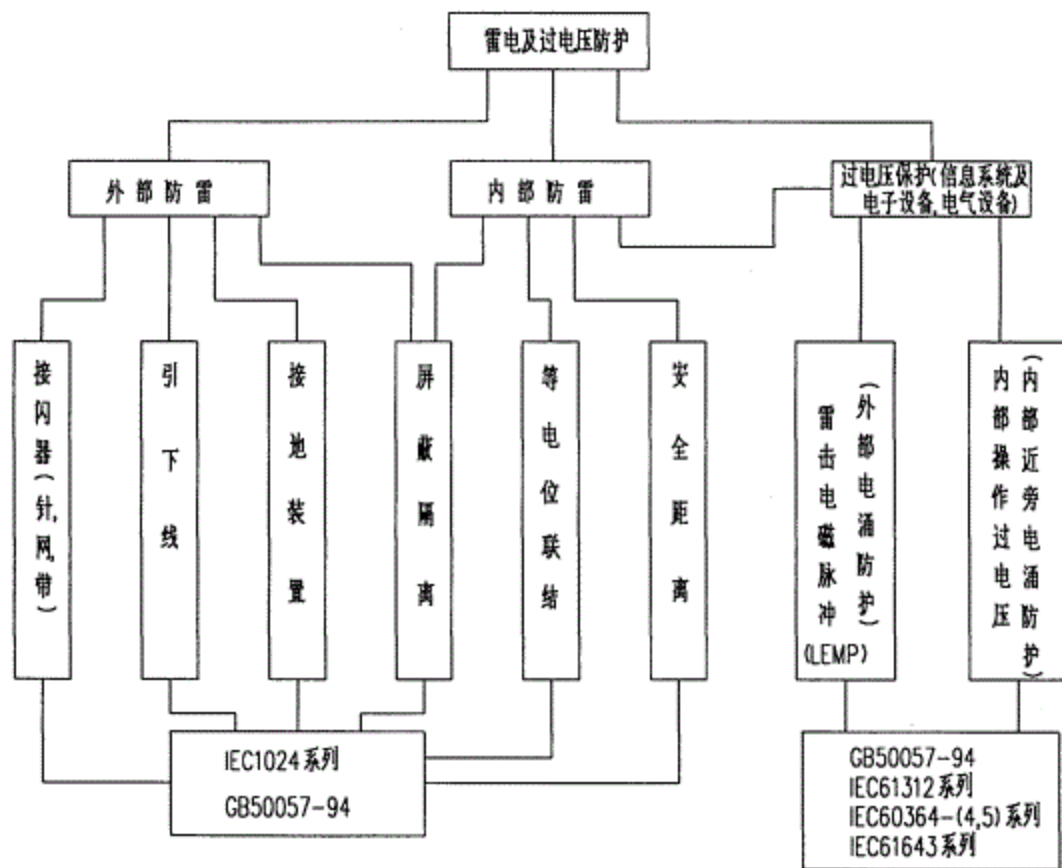 雷电及过电压防护
外部防雷
内部防雷
过电压保护(信息系统及
电子设备,电气设备)
接闪器(针,网,带)
引下线
接地装置
屏蔽隔离
等电位联结
安全距离
(外部电涌防护)
雷击电磁脉冲
(LEMP)
(内部近旁电涌防护)
内部操作过电压
IEC1024系列
GB50057-94
GB50057-94
IEC61312系列
IEC60364-(4,5)系列
IEC61643系列